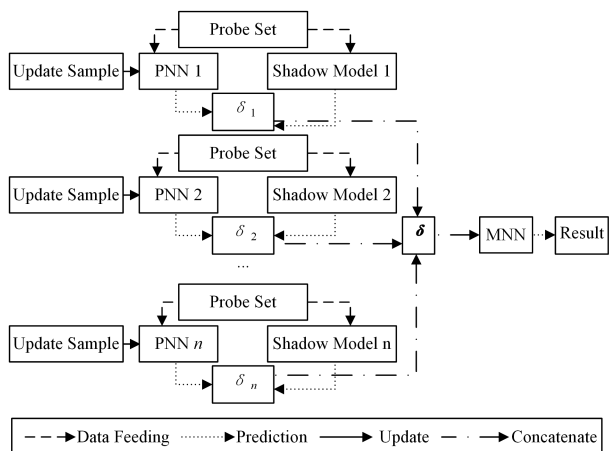 Probe Set
Update Sample PNN 1 Shadow Model 1
δ 1
Probe Set
Update Sample PNN 2 Shadow Model 2
δ 2 δ MNN Result
...
Probe Set
Update Sample PNN n Shadow Model n
δ n
Data Feeding Prediction Update Concatenate